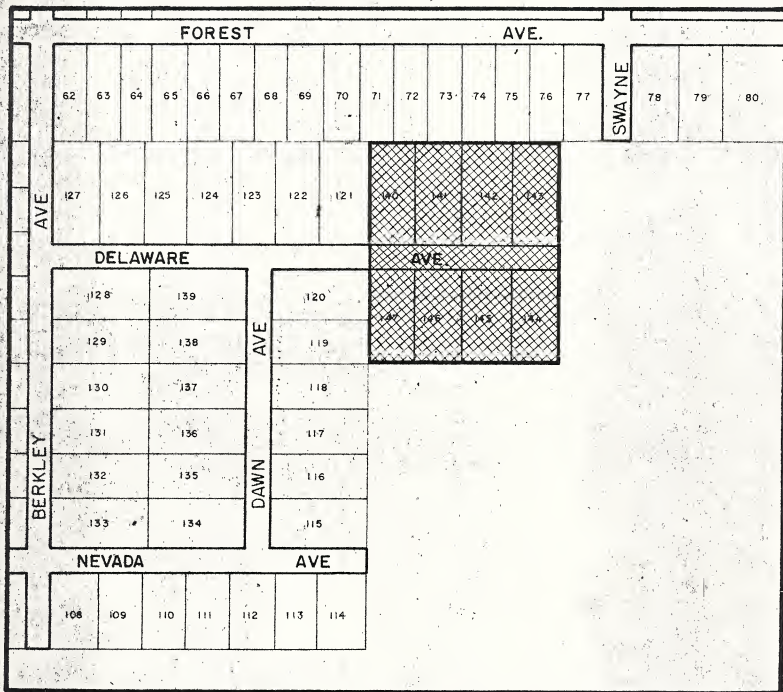 FOREST AVE.
SWAYNE
62 63 64 65 66 67 68 69 70 71 72 73 74 75 76 77 78 79 80
AVE
127 126 125 124 123 122 121 140 141 142 143
DELAWARE AVE.
128 139 120
147 146 145 144
AVE
129 138 119
130 137 118
131 136 117
BERKLEY
132 135 116
DAWN
133 134 115
NEVADA AVE
108 109 110 111 112 113 114